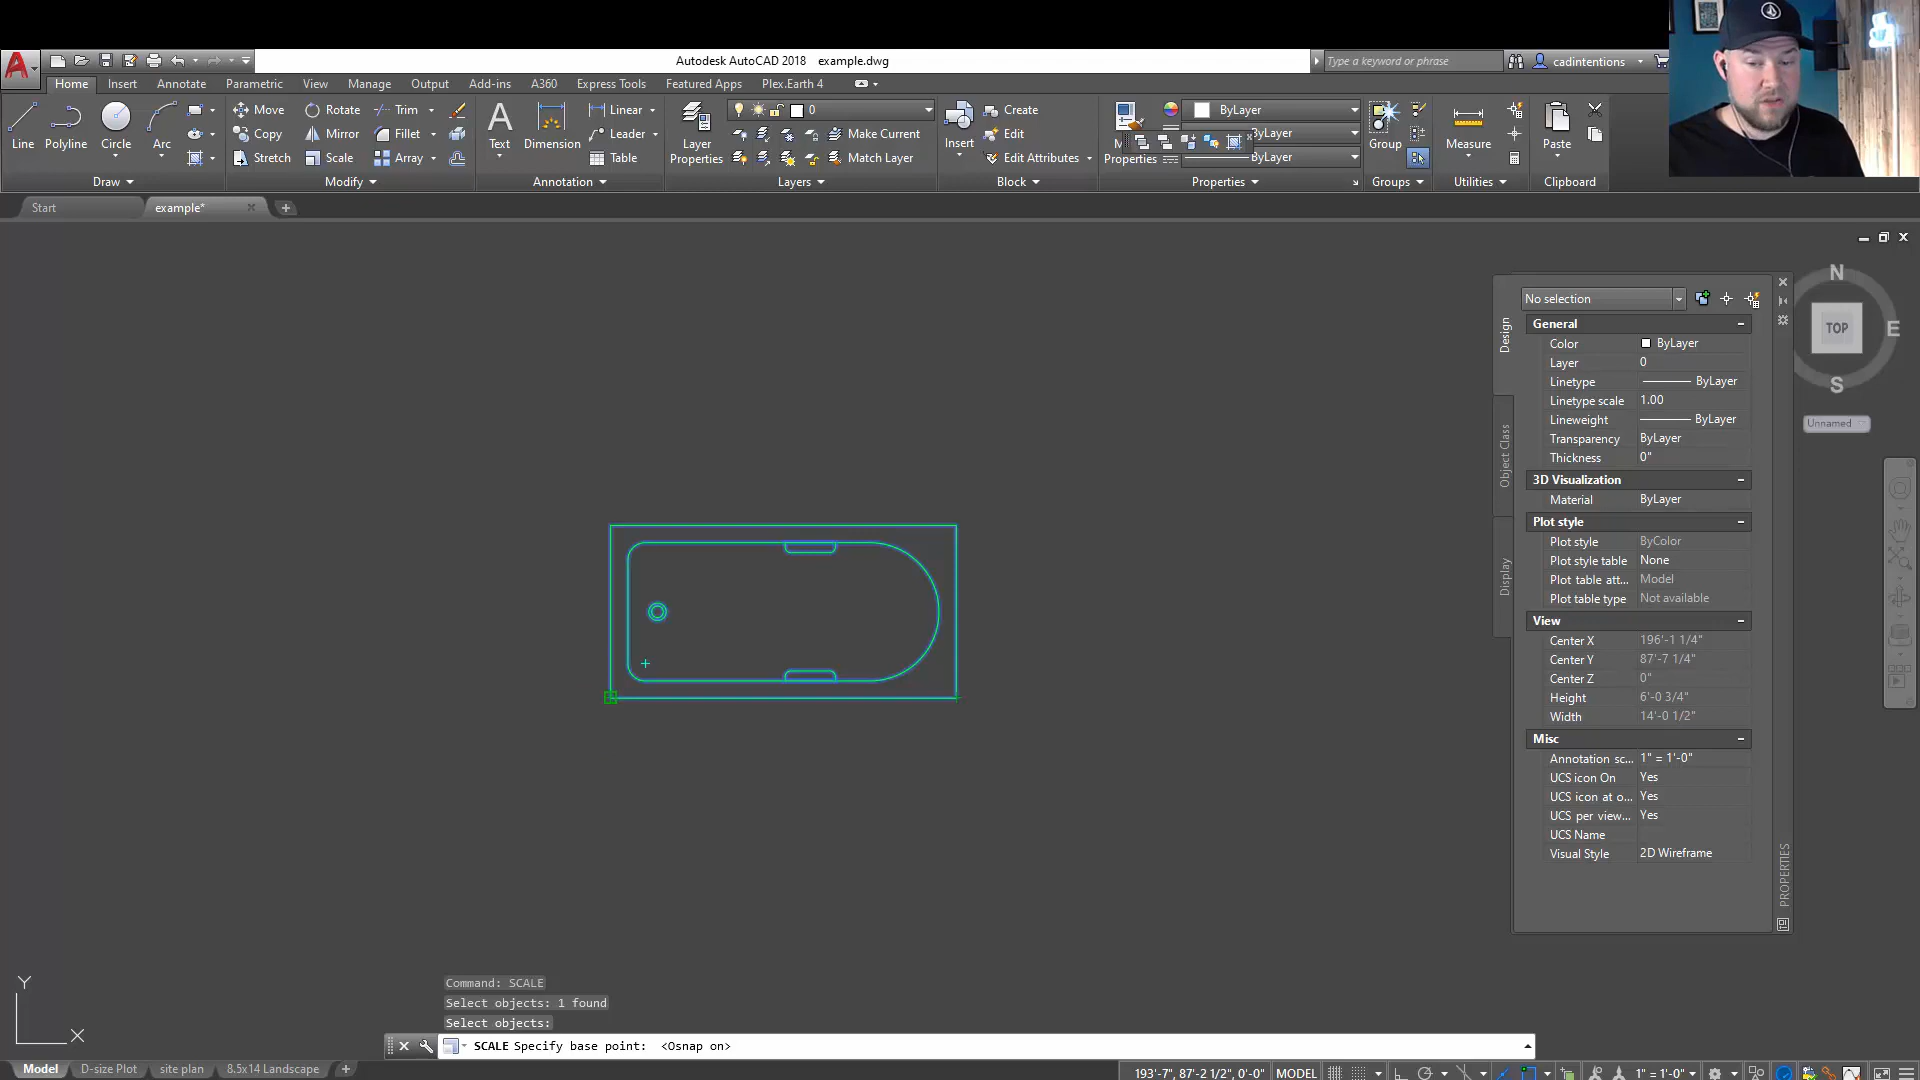 Autodesk AutoCAD 2018 example.dwg
Type a keyword or phrase
cadintentions
Home Insert Annotate Parametric View Manage Output Add-ins A360 Express Tools Featured Apps Plex.Earth 4
Line Polyline Circle Arc
Move Rotate Trim
Copy Mirror Fillet
Stretch Scale Array
Text Dimension
Linear
Leader
Table
Layer
Properties
0
Make Current
Match Layer
Insert
Create
Edit
Edit Attributes
Properties
ByLayer
ByLayer
ByLayer
Group
Measure
Paste
Draw Modify Annotation Layers Block Properties Groups Utilities Clipboard
Start example*
N
TOP E
S
Unnamed
No selection
Design
Object Class
Display
General
Color ByLayer
Layer 0
Linetype ByLayer
Linetype scale 1.00
Lineweight ByLayer
Transparency ByLayer
Thickness 0"
3D Visualization
Material ByLayer
Plot style
Plot style ByColor
Plot style table None
Plot table att... Model
Plot table type Not available
View
Center X 196'-1 1/4"
Center Y 87'-7 1/4"
Center Z 0"
Height 6'-0 3/4"
Width 14'-0 1/2"
Misc
Annotation sc... 1" = 1'-0"
UCS icon On Yes
UCS icon at o... Yes
UCS per view... Yes
UCS Name
Visual Style 2D Wireframe
PROPERTIES
Y
X
Command: SCALE
Select objects: 1 found
Select objects:
SCALE Specify base point: <Osnap on>
Model D-size Plot site plan 8.5x14 Landscape
193'-7", 87'-2 1/2", 0'-0" MODEL 1" = 1'-0"